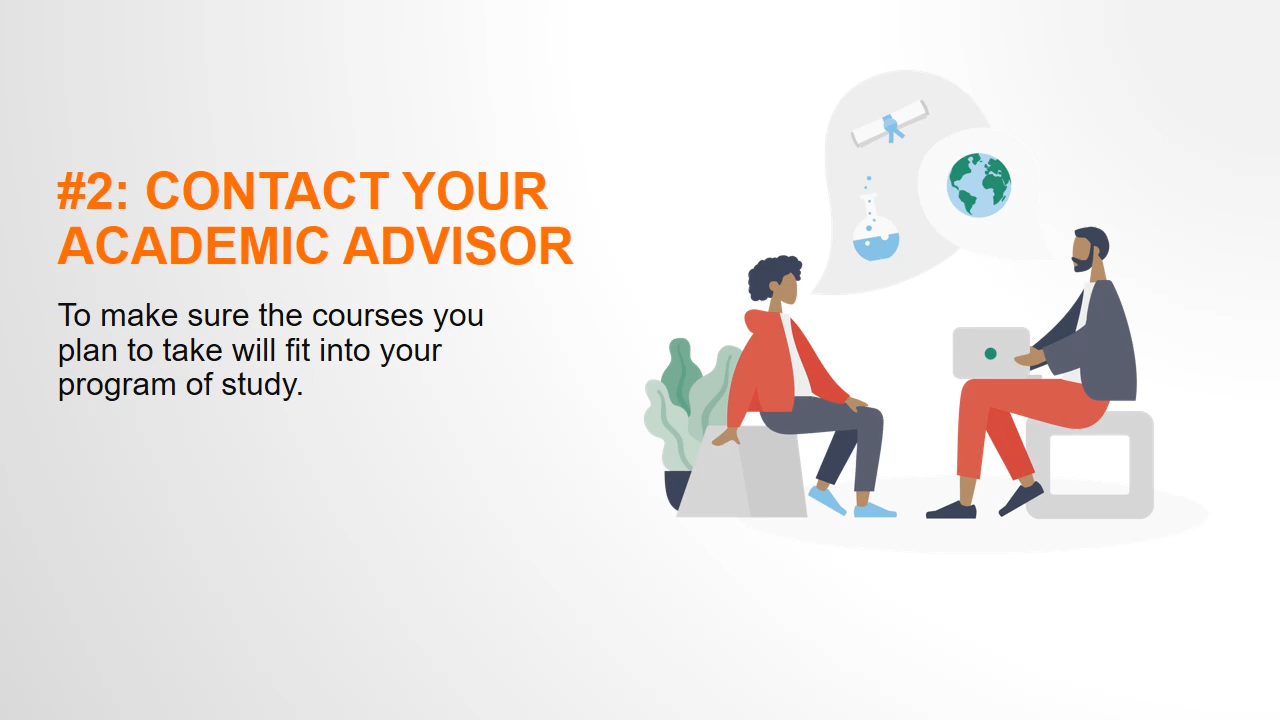 #2: CONTACT YOUR
ACADEMIC ADVISOR
To make sure the courses you
plan to take will fit into your
program of study.